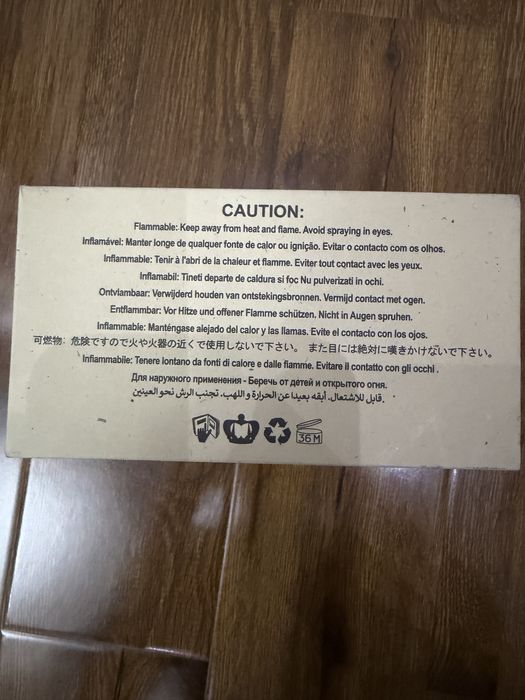 CAUTION:
Flammable: Keep away from heat and flame. Avoid spraying in eyes.
Inflamável: Manter longe de qualquer fonte de calor ou ignição. Evitar o contacto com os olhos.
Inflammable: Tenir à l'abri de la chaleur et flamme. Eviter tout contact avec les yeux.
Inflamabil: Tineti departe de caldura si foc Nu pulverizati in ochi.
Ontvlambaar: Verwijderd houden van ontstekingsbronnen. Vermijd contact met ogen.
Entflammbar: Vor Hitze und offener Flamme schützen. Nicht in Augen spruhen.
Inflammable: Manténgase alejado del calor y las llamas. Evite el contacto con los ojos.
可燃物: 危険ですので火や火器の近くで使用しないで下さい。 また目には絶対に噴きかけないで下さい。
Inflammabile: Tenere lontano da fonti di calore e dalle fiamme. Evitare il contatto con gli occhi .
Для наружного применения - Беречь от детей и открытого огня.
قابل للاشتعال. أبقه بعيدا عن الحرارة و اللهب. تجنب الرش نحو العينين.
36 M